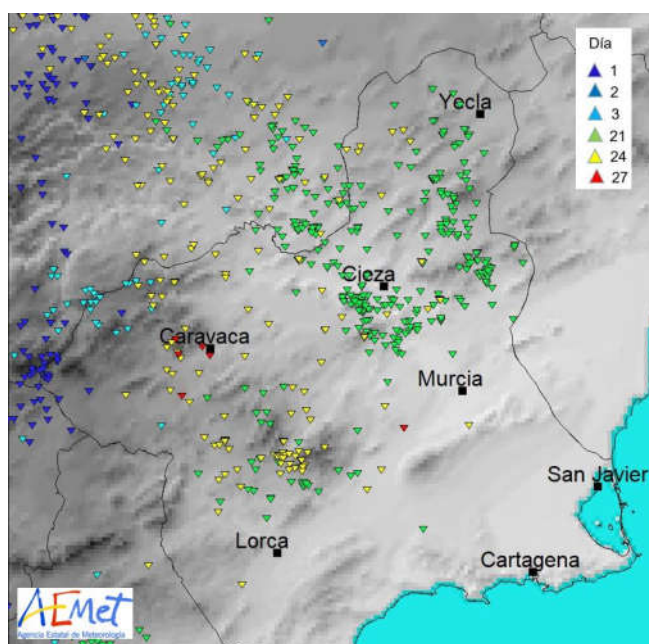 Día
1
2
3
21
24
27
Yecla
Cieza
Caravaca
Murcia
San Javier
Lorca
Cartagena
AEmet
Agencia Estatal de Meteorología